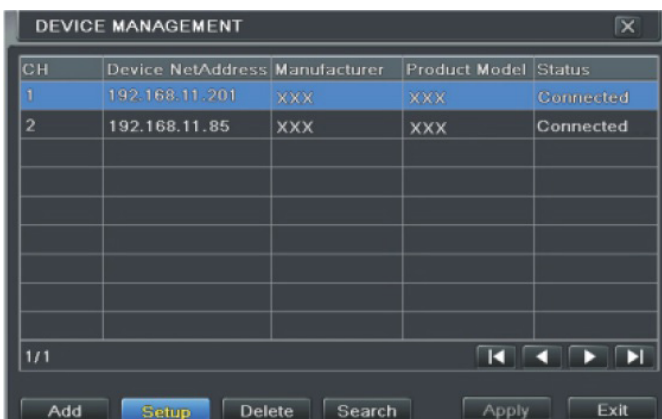 DEVICE MANAGEMENT
CH Device NetAddress Manufacturer Product Model Status
1 192.168.11.201 XXX XXX Connected
2 192.168.11.85 XXX XXX Connected
1/1
Add Setup Delete Search Apply Exit